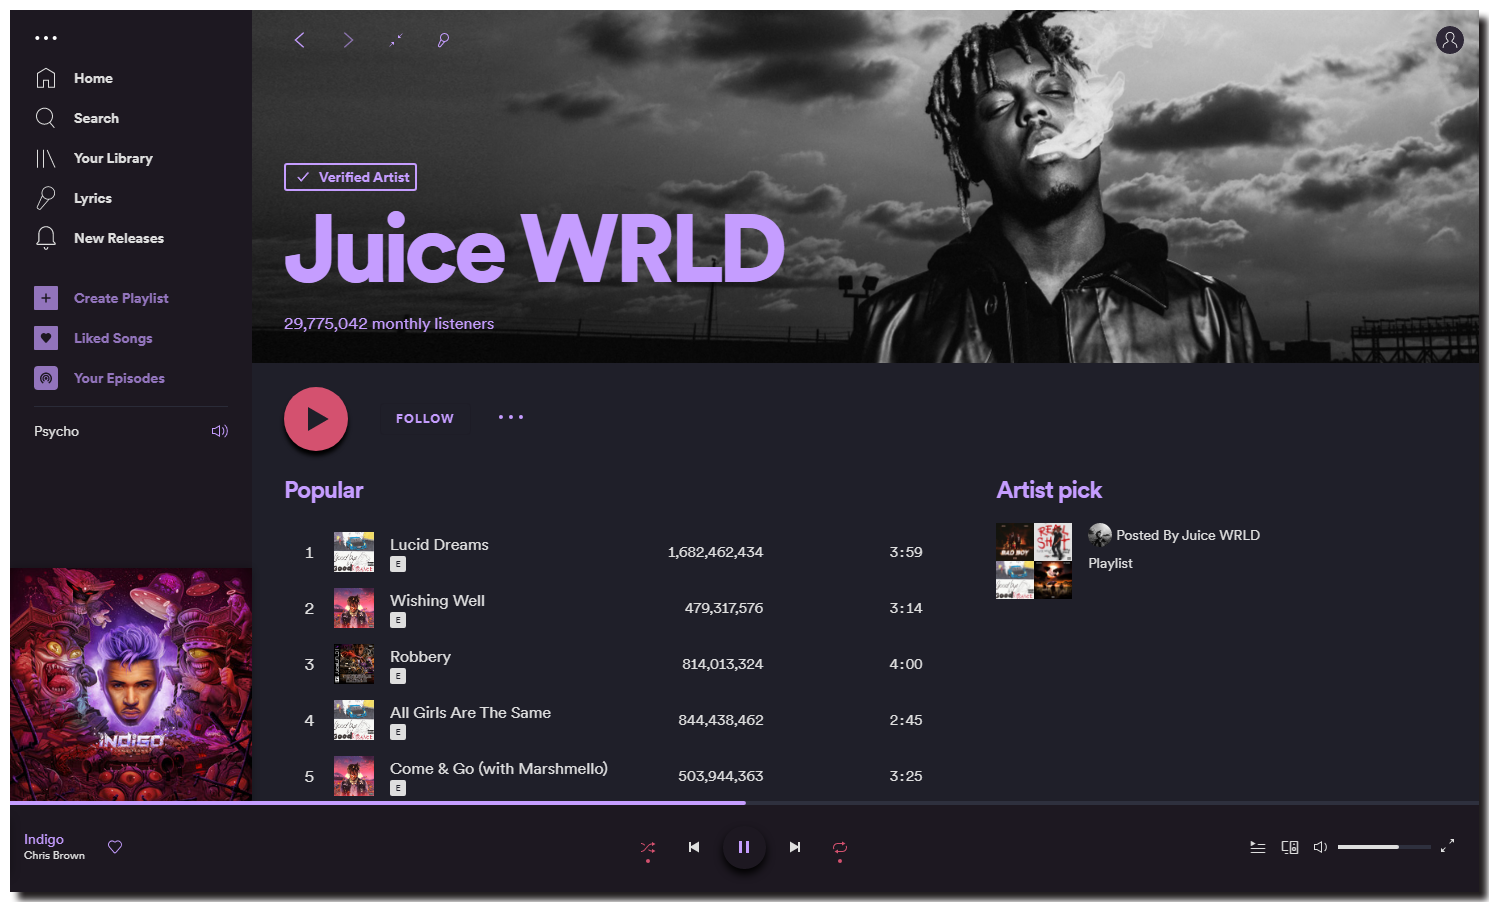 Home
Search
Your Library
Lyrics
New Releases
Create Playlist
Liked Songs
Your Episodes
Psycho
INDIGO
Verified Artist
Juice WRLD
29,775,042 monthly listeners
FOLLOW
Popular
1 Lucid Dreams 1,682,462,434 3:59
E
2 Wishing Well 479,317,576 3:14
E
3 Robbery 814,013,324 4:00
E
4 All Girls Are The Same 844,438,462 2:45
E
5 Come & Go (with Marshmello) 503,944,363 3:25
E
Artist pick
BAD BOY
REAL SHIT
Posted By Juice WRLD
Playlist
Indigo
Chris Brown